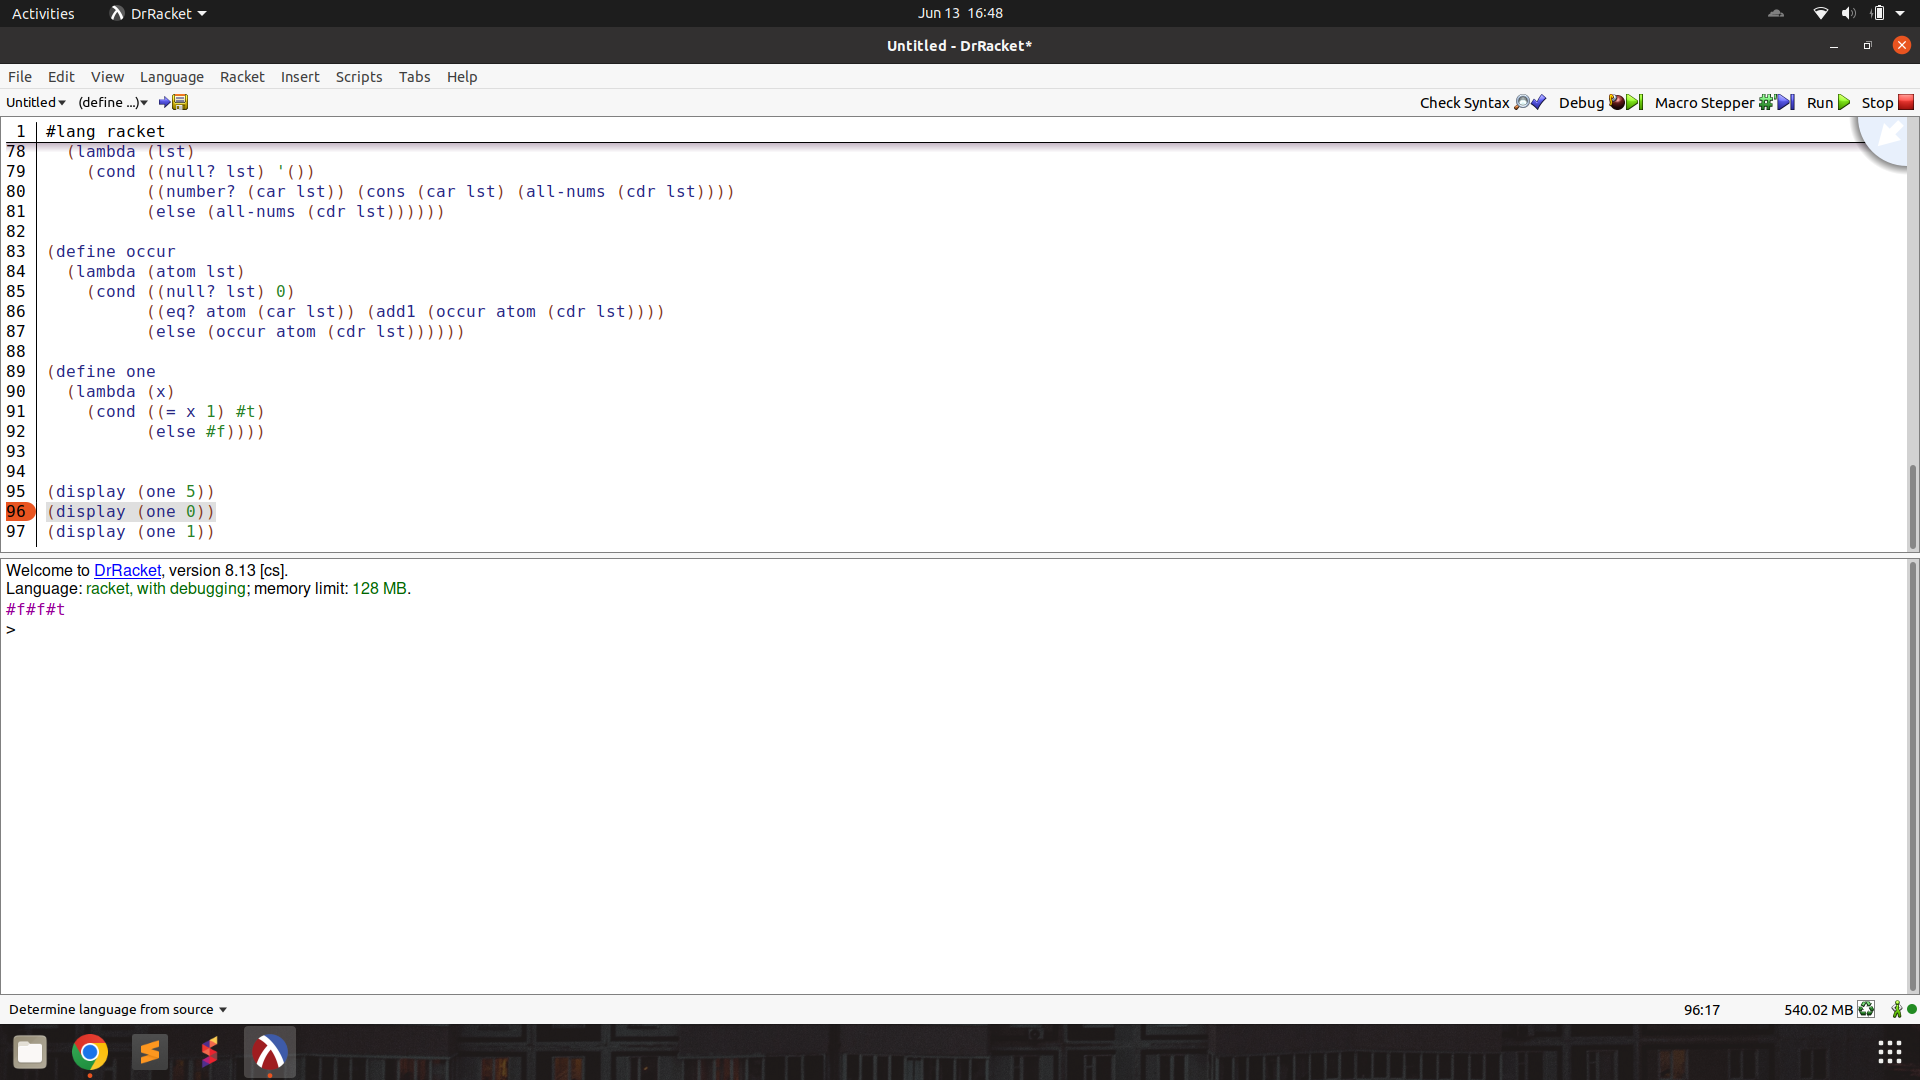 Activities DrRacket Jun 13 16:48
Untitled - DrRacket*
File Edit View Language Racket Insert Scripts Tabs Help
Untitled (define ...) Check Syntax Debug Macro Stepper Run Stop
1 #lang racket
78 (lambda (lst)
79 (cond ((null? lst) '())
80 ((number? (car lst)) (cons (car lst) (all-nums (cdr lst))))
81 (else (all-nums (cdr lst))))))
82
83 (define occur
84 (lambda (atom lst)
85 (cond ((null? lst) 0)
86 ((eq? atom (car lst)) (add1 (occur atom (cdr lst))))
87 (else (occur atom (cdr lst))))))
88
89 (define one
90 (lambda (x)
91 (cond ((= x 1) #t)
92 (else #f))))
93
94
95 (display (one 5))
96 (display (one 0))
97 (display (one 1))
Welcome to DrRacket, version 8.13 [cs].
Language: racket, with debugging; memory limit: 128 MB.
#f#f#t
>
Determine language from source 96:17 540.02 MB